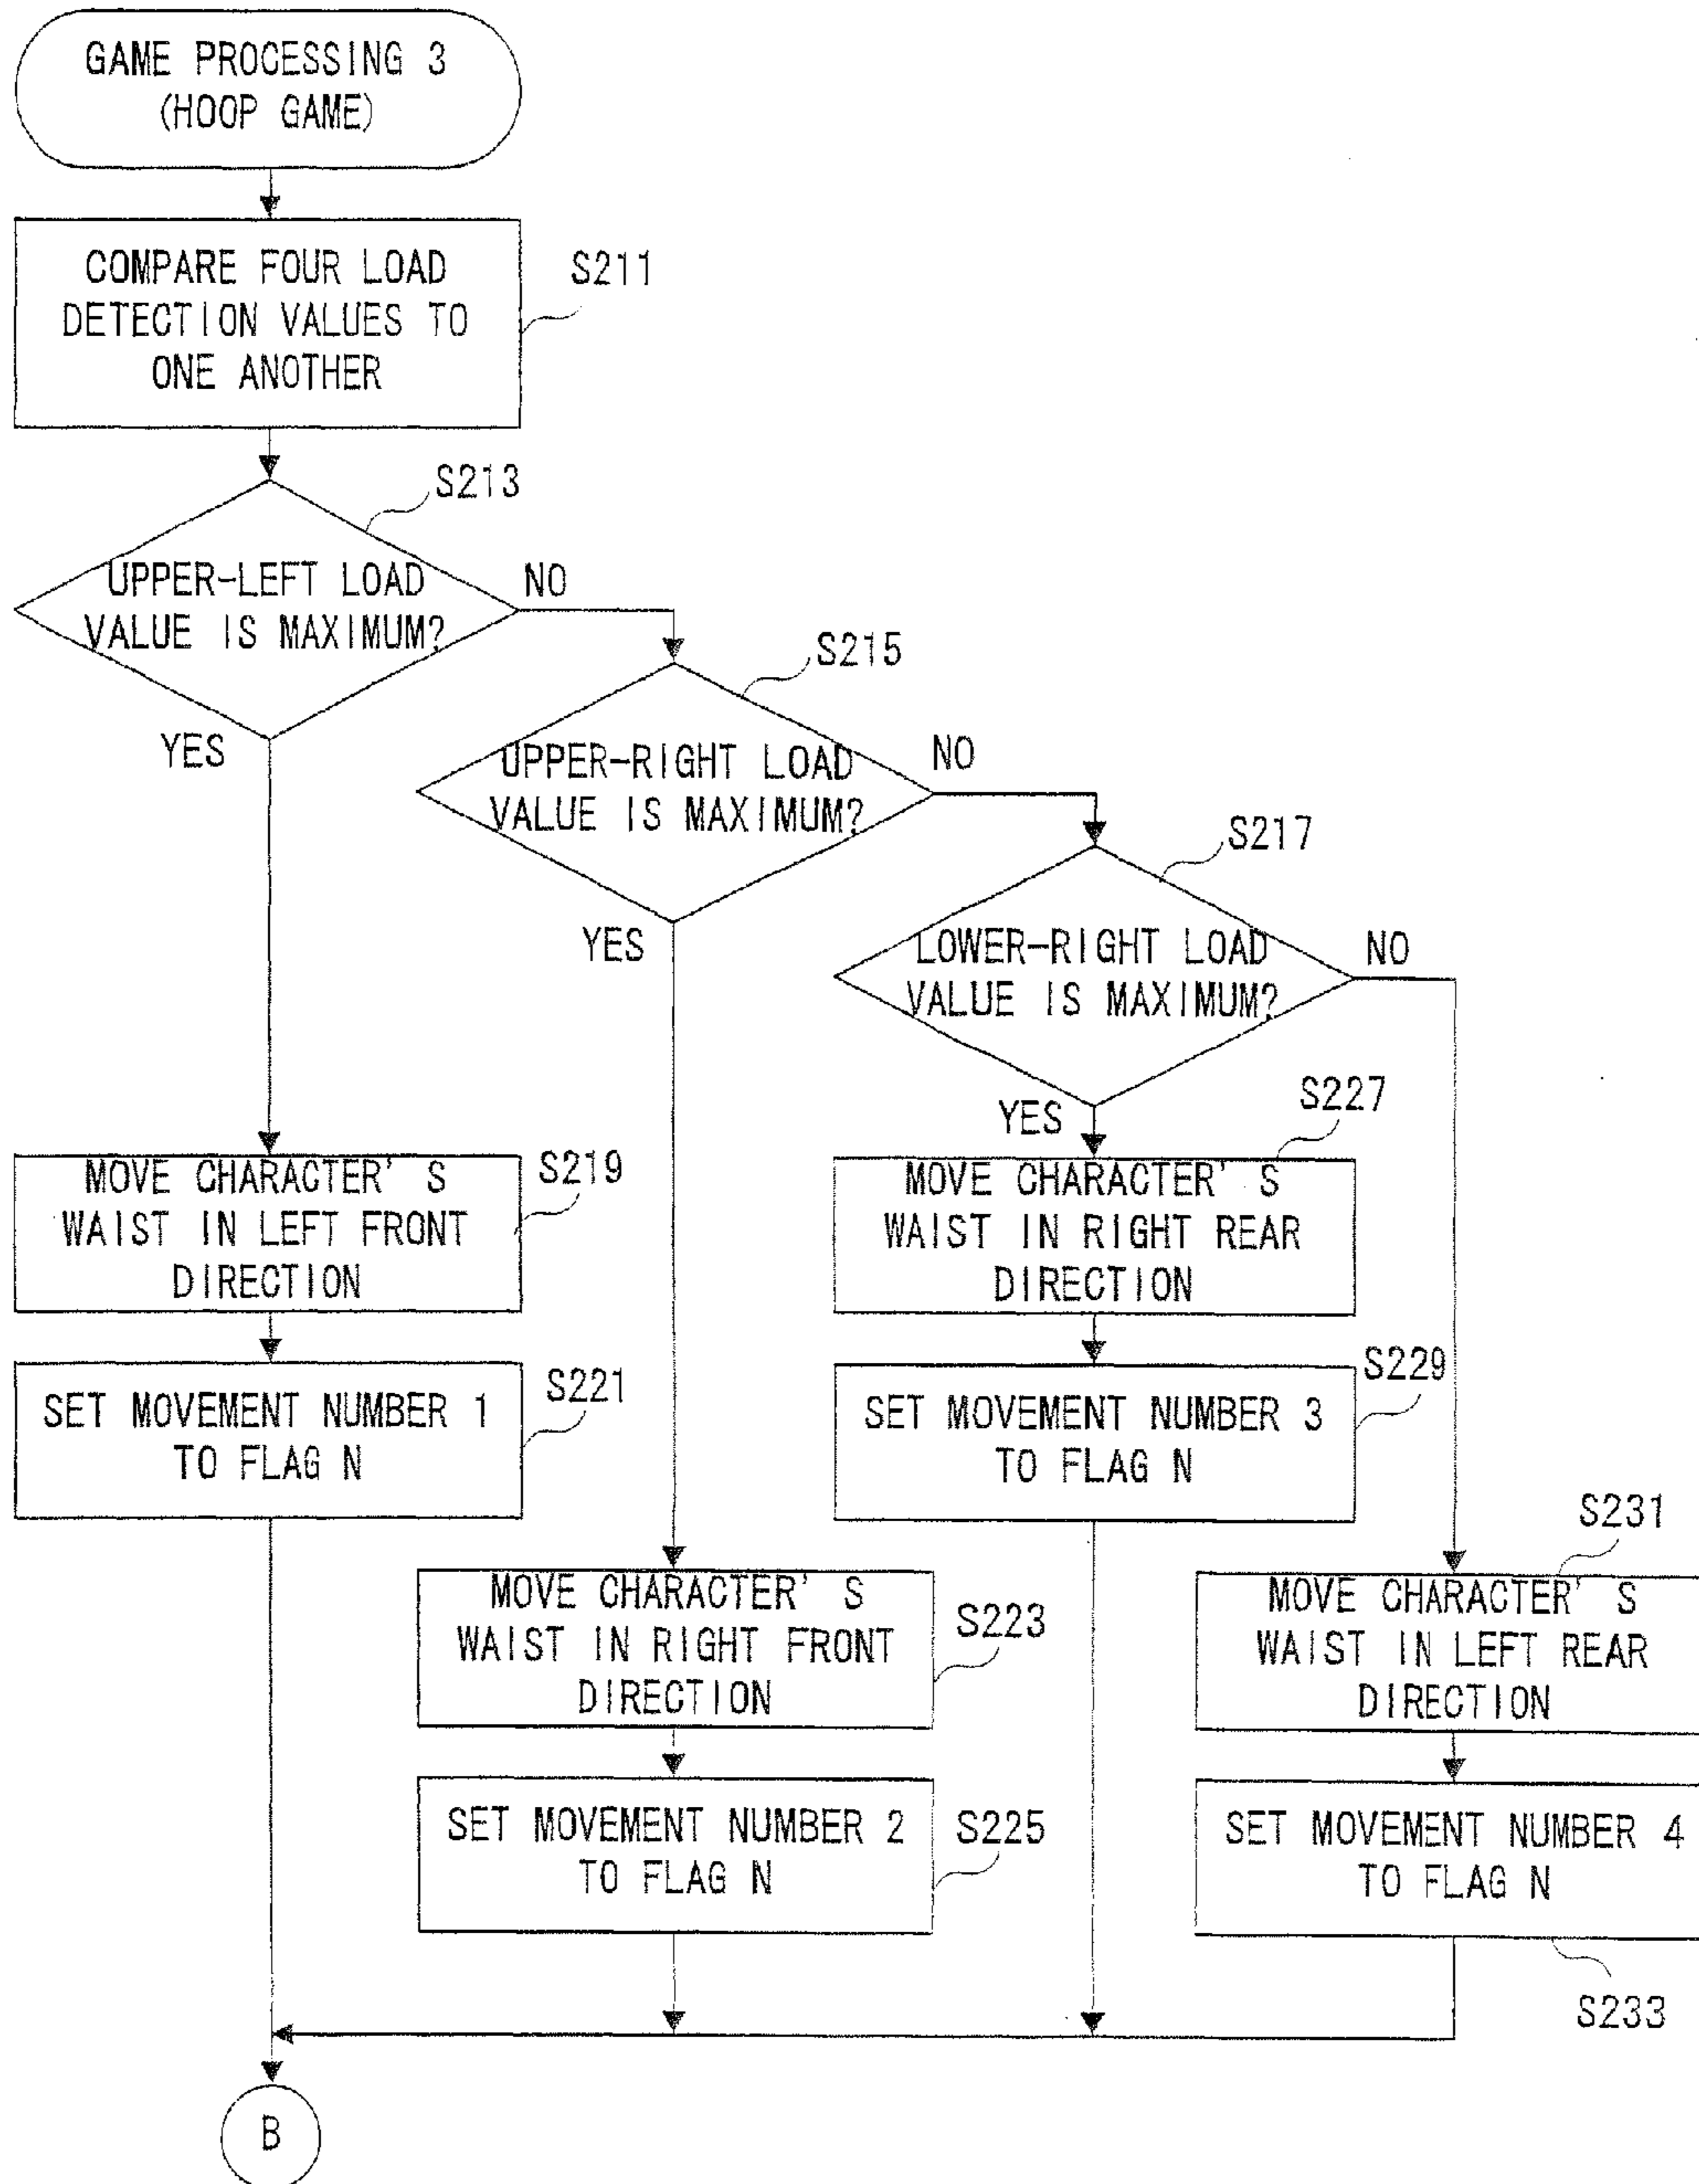 GAME PROCESSING 3
(HOOP GAME)
COMPARE FOUR LOAD
DETECTION VALUES TO
ONE ANOTHER
S211
S213
UPPER-LEFT LOAD
VALUE IS MAXIMUM?
NO
YES
S215
UPPER-RIGHT LOAD
VALUE IS MAXIMUM?
NO
YES
S217
LOWER-RIGHT LOAD
VALUE IS MAXIMUM?
NO
YES
MOVE CHARACTER'S
WAIST IN LEFT FRONT
DIRECTION
S219
S227
MOVE CHARACTER'S
WAIST IN RIGHT REAR
DIRECTION
SET MOVEMENT NUMBER 1
TO FLAG N
S221
SET MOVEMENT NUMBER 3
TO FLAG N
S229
MOVE CHARACTER'S
WAIST IN RIGHT FRONT
DIRECTION
S223
S231
MOVE CHARACTER'S
WAIST IN LEFT REAR
DIRECTION
SET MOVEMENT NUMBER 2
TO FLAG N
S225
SET MOVEMENT NUMBER 4
TO FLAG N
S233
B